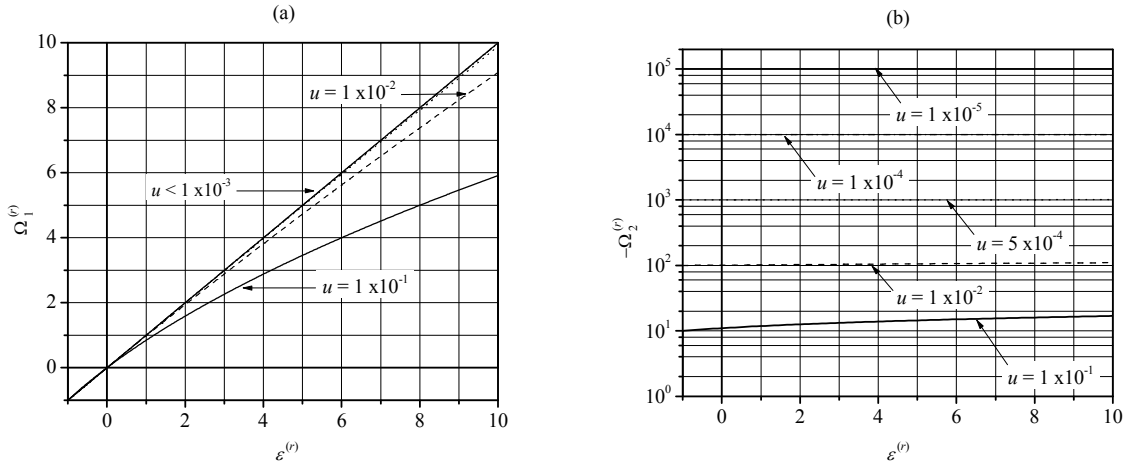 (a)
10
8
6
4
2
0
Ω₁⁽ʳ⁾
u = 1 x10⁻²
u < 1 x10⁻³
u = 1 x10⁻¹
0 2 4 6 8 10
ε⁽ʳ⁾
(b)
10⁵
10⁴
10³
10²
10¹
10⁰
−Ω₂⁽ʳ⁾
u = 1 x10⁻⁵
u = 1 x10⁻⁴
u = 5 x10⁻⁴
u = 1 x10⁻²
u = 1 x10⁻¹
0 2 4 6 8 10
ε⁽ʳ⁾